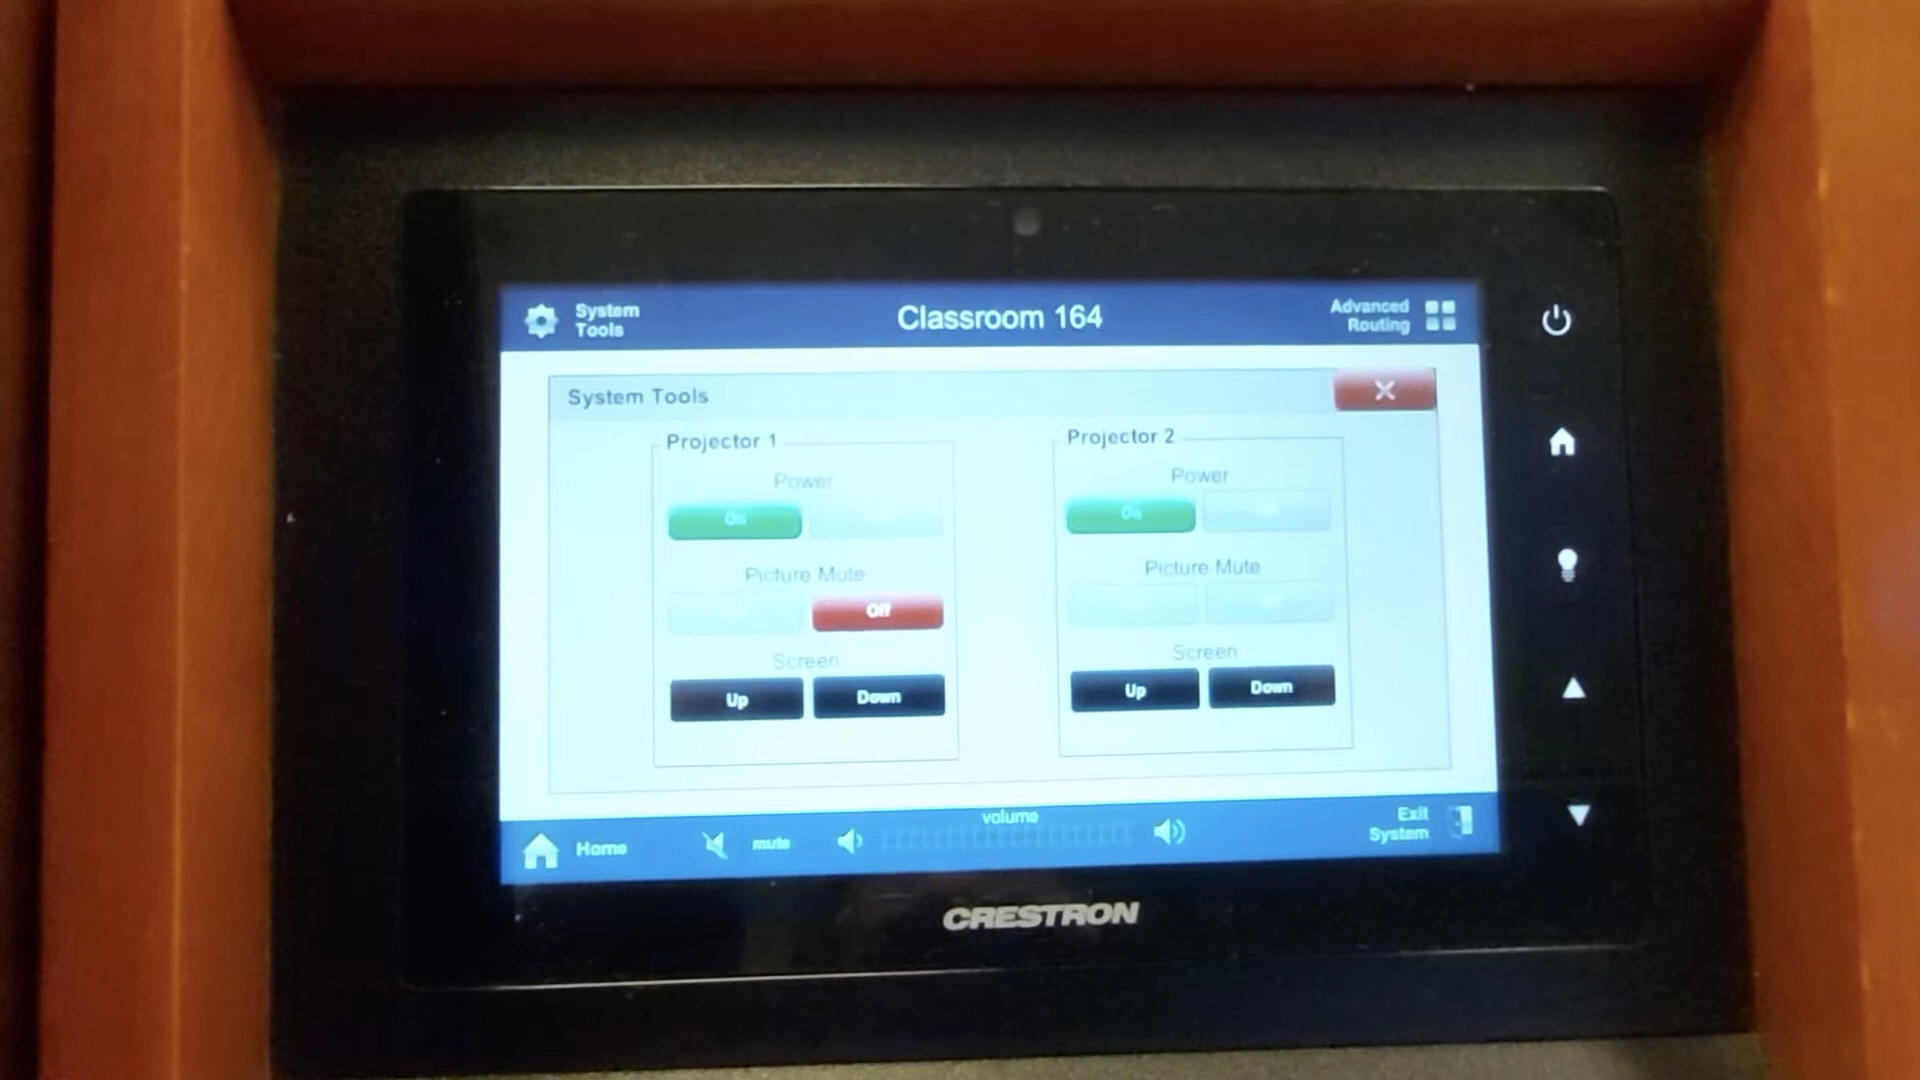 System
Tools
Classroom 164
Advanced
Routing
System Tools
Projector 1
Power
On
Picture Mute
Off
Screen
Up
Down
Projector 2
Power
On
Picture Mute
Screen
Up
Down
Home
mute
volume
Exit
System
CRESTRON